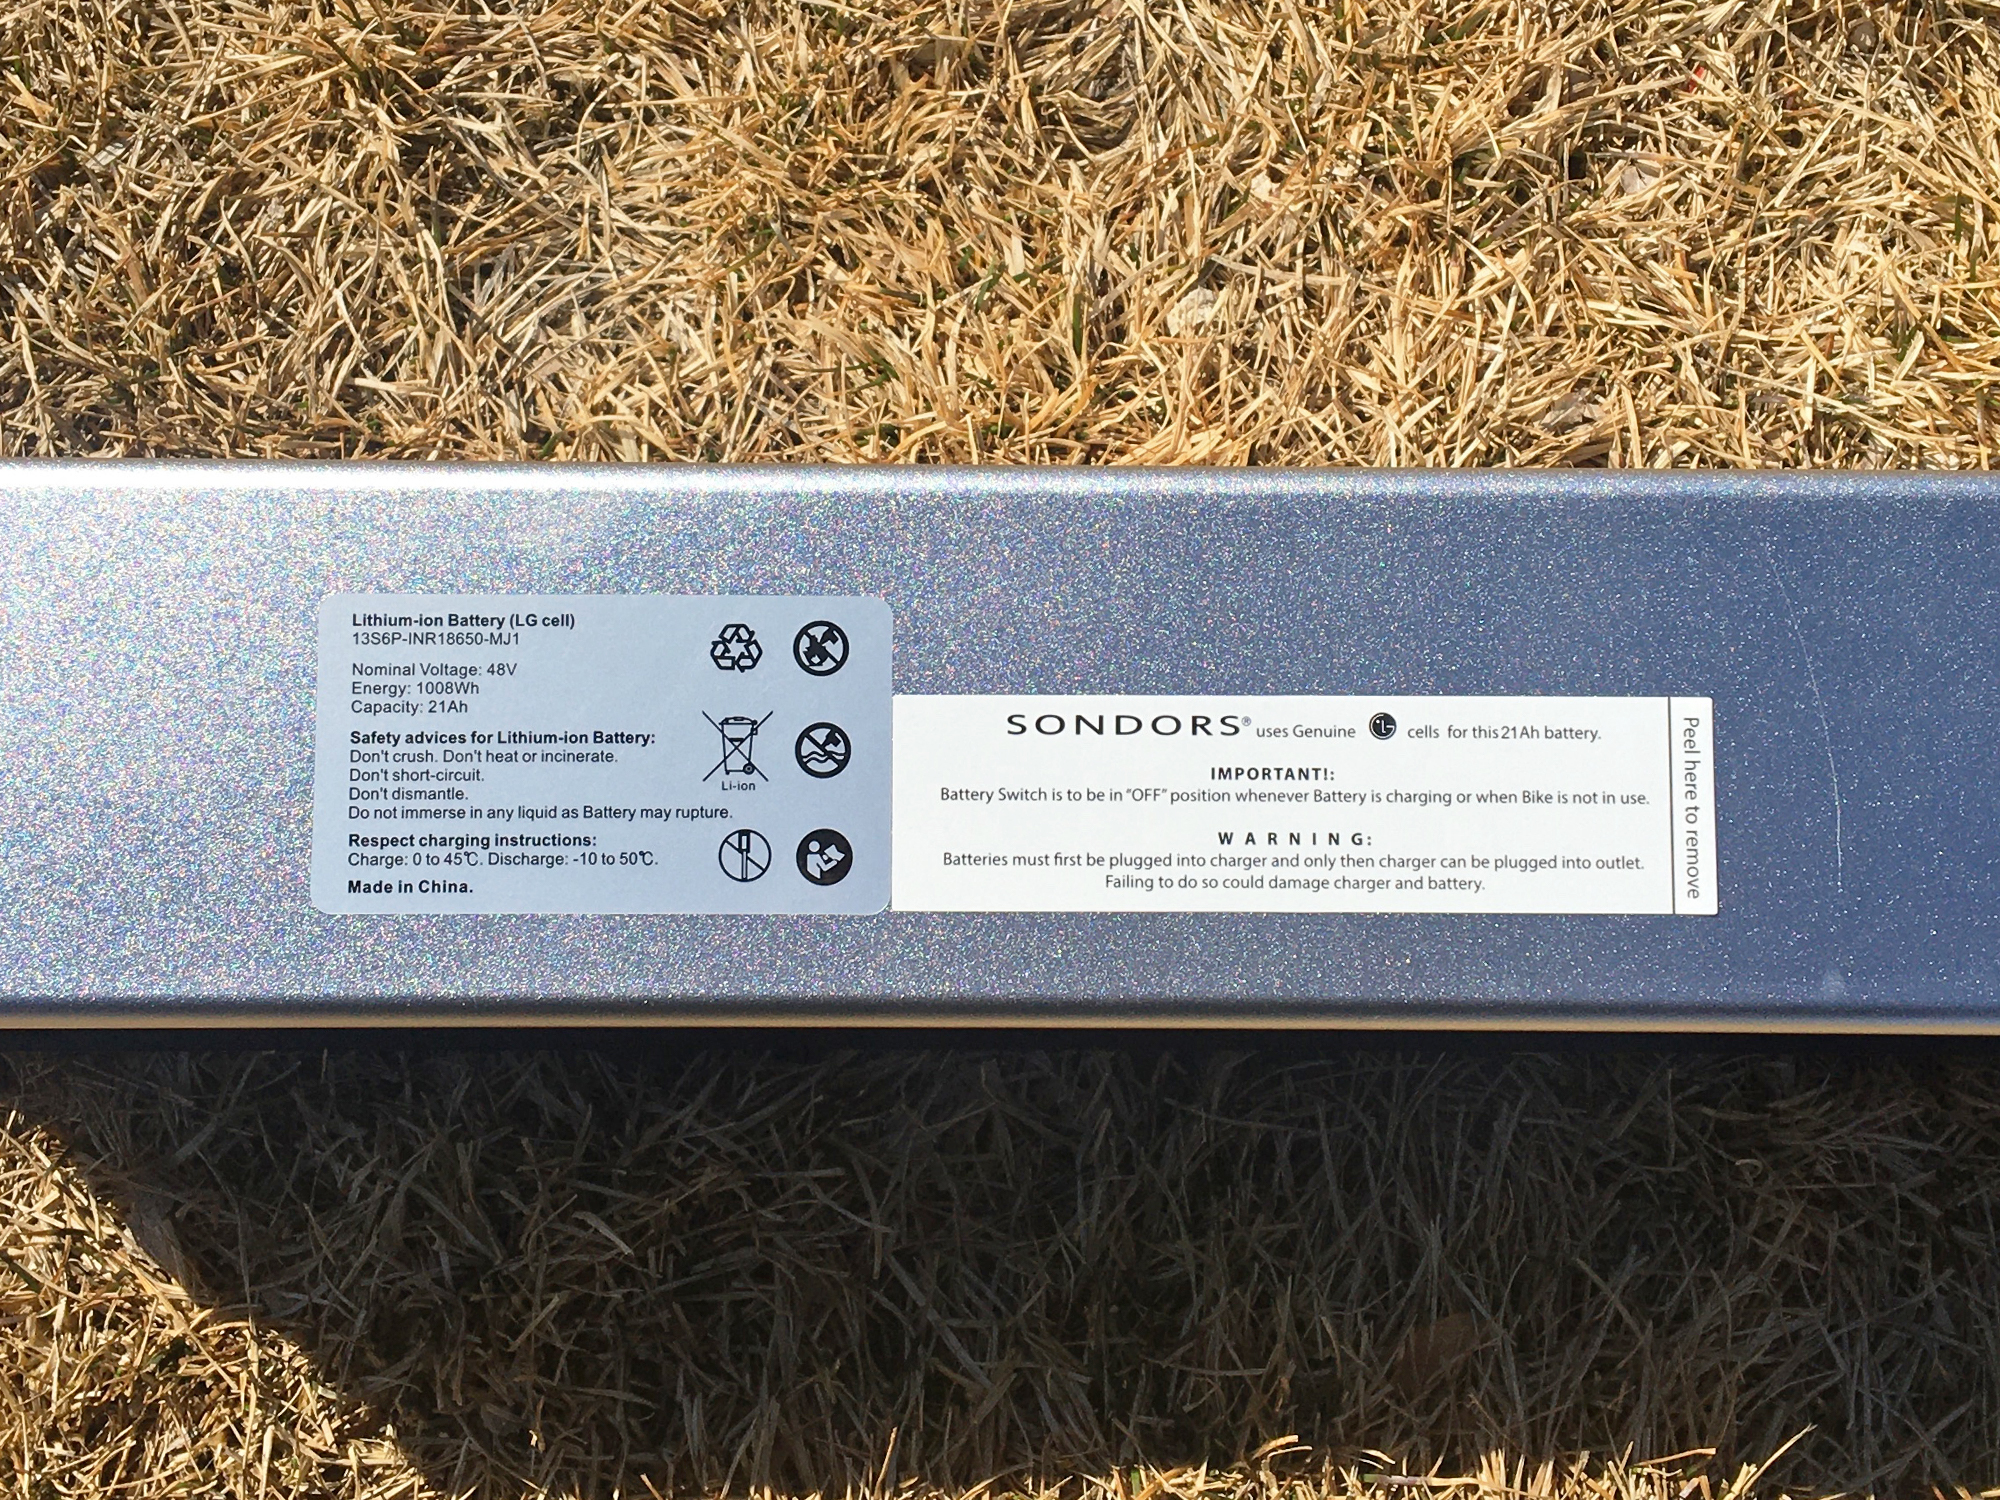 Lithium-ion Battery (LG cell)
13S6P-INR18650-MJ1
Nominal Voltage: 48V
Energy: 1008Wh
Capacity: 21Ah
Safety advices for Lithium-ion Battery:
Don't crush. Don't heat or incinerate.
Don't short-circuit.
Don't dismantle.
Do not immerse in any liquid as Battery may rupture.
Respect charging instructions:
Charge: 0 to 45℃. Discharge: -10 to 50℃.
Made in China.
Li-ion
SONDORS® uses Genuine LG cells for this 21Ah battery.
IMPORTANT!:
Battery Switch is to be in "OFF" position whenever Battery is charging or when Bike is not in use.
WARNING:
Batteries must first be plugged into charger and only then charger can be plugged into outlet.
Failing to do so could damage charger and battery.
Peel here to remove